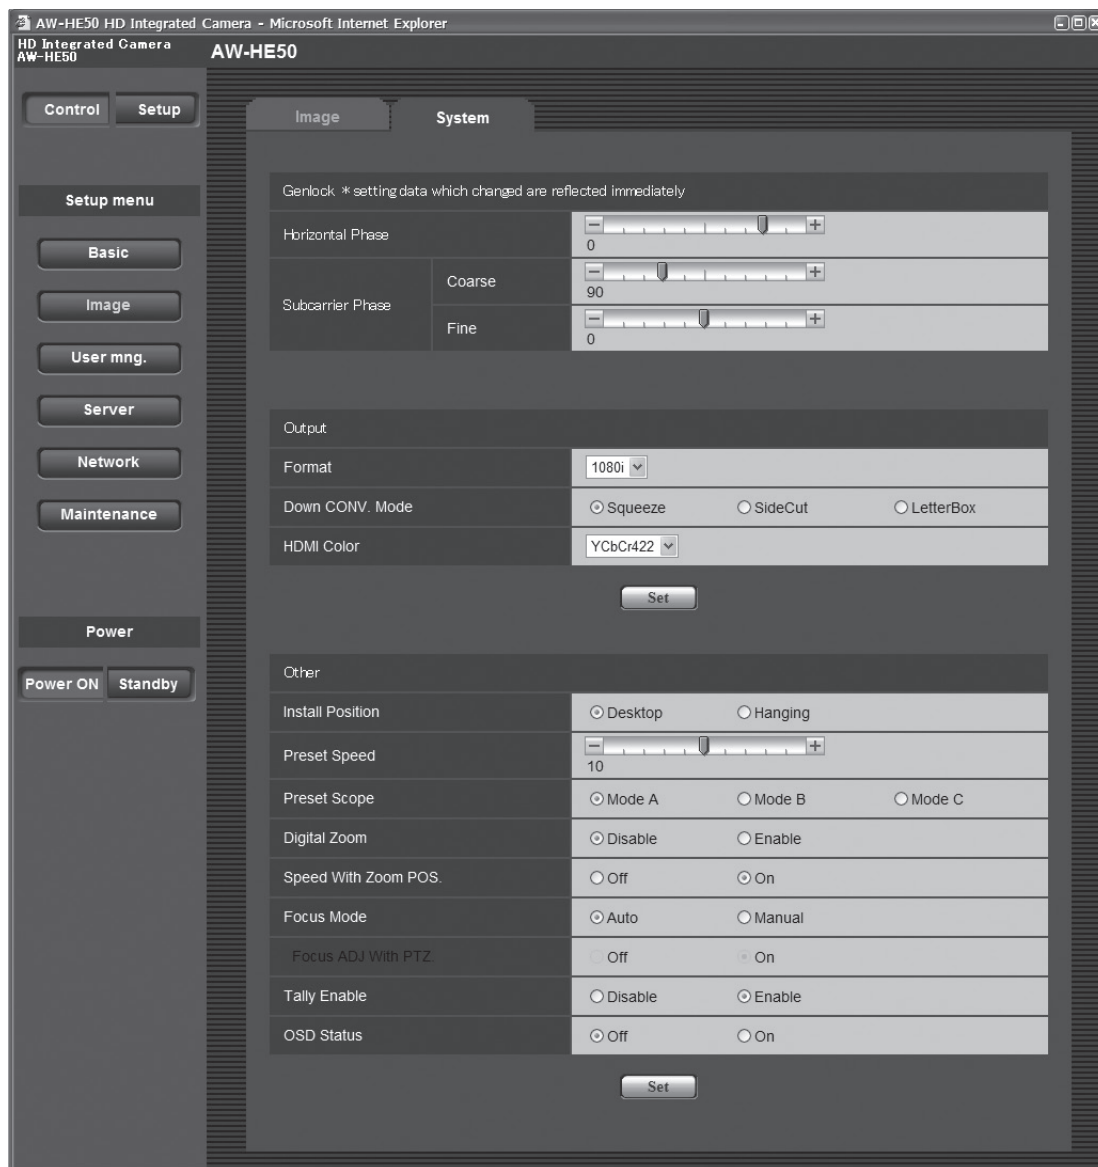 AW-HE50 HD Integrated Camera - Microsoft Internet Explorer
HD Integrated Camera
AW-HE50
AW-HE50
Control Setup
Setup menu
Basic
Image
User mng.
Server
Network
Maintenance
Power
Power ON Standby
Image System
Genlock * setting data which changed are reflected immediately
Horizontal Phase
0
Subcarrier Phase
Coarse
90
Fine
0
Output
Format 1080i
Down CONV. Mode Squeeze SideCut LetterBox
HDMI Color YCbCr422
Set
Other
Install Position Desktop Hanging
Preset Speed
10
Preset Scope Mode A Mode B Mode C
Digital Zoom Disable Enable
Speed With Zoom POS. Off On
Focus Mode Auto Manual
Focus ADJ With PTZ. Off On
Tally Enable Disable Enable
OSD Status Off On
Set